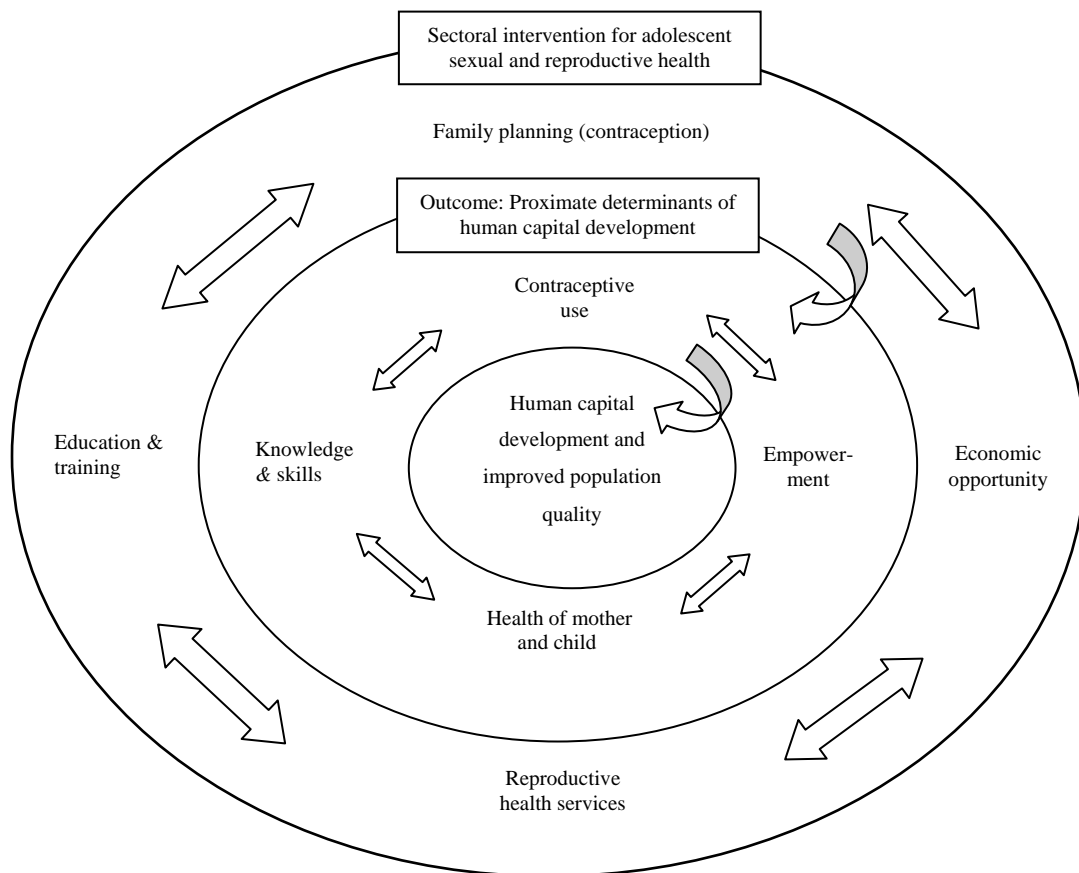 Sectoral intervention for adolescent
sexual and reproductive health
Family planning (contraception)
Outcome: Proximate determinants of
human capital development
Contraceptive
use
Human capital
development and
improved population
quality
Education &
training
Knowledge
& skills
Empower-
ment
Economic
opportunity
Health of mother
and child
Reproductive
health services